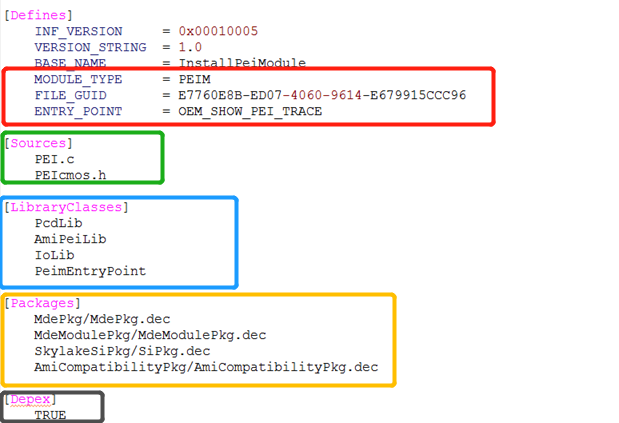 [Defines]
INF_VERSION = 0x00010005
VERSION_STRING = 1.0
BASE_NAME = InstallPeiModule
MODULE_TYPE = PEIM
FILE_GUID = E7760E8B-ED07-4060-9614-E679915CCC96
ENTRY_POINT = OEM_SHOW_PEI_TRACE
[Sources]
PEI.c
PEIcmos.h
[LibraryClasses]
PcdLib
AmiPeiLib
IoLib
PeimEntryPoint
[Packages]
MdePkg/MdePkg.dec
MdeModulePkg/MdeModulePkg.dec
SkylakeSiPkg/SiPkg.dec
AmiCompatibilityPkg/AmiCompatibilityPkg.dec
[Depex]
TRUE